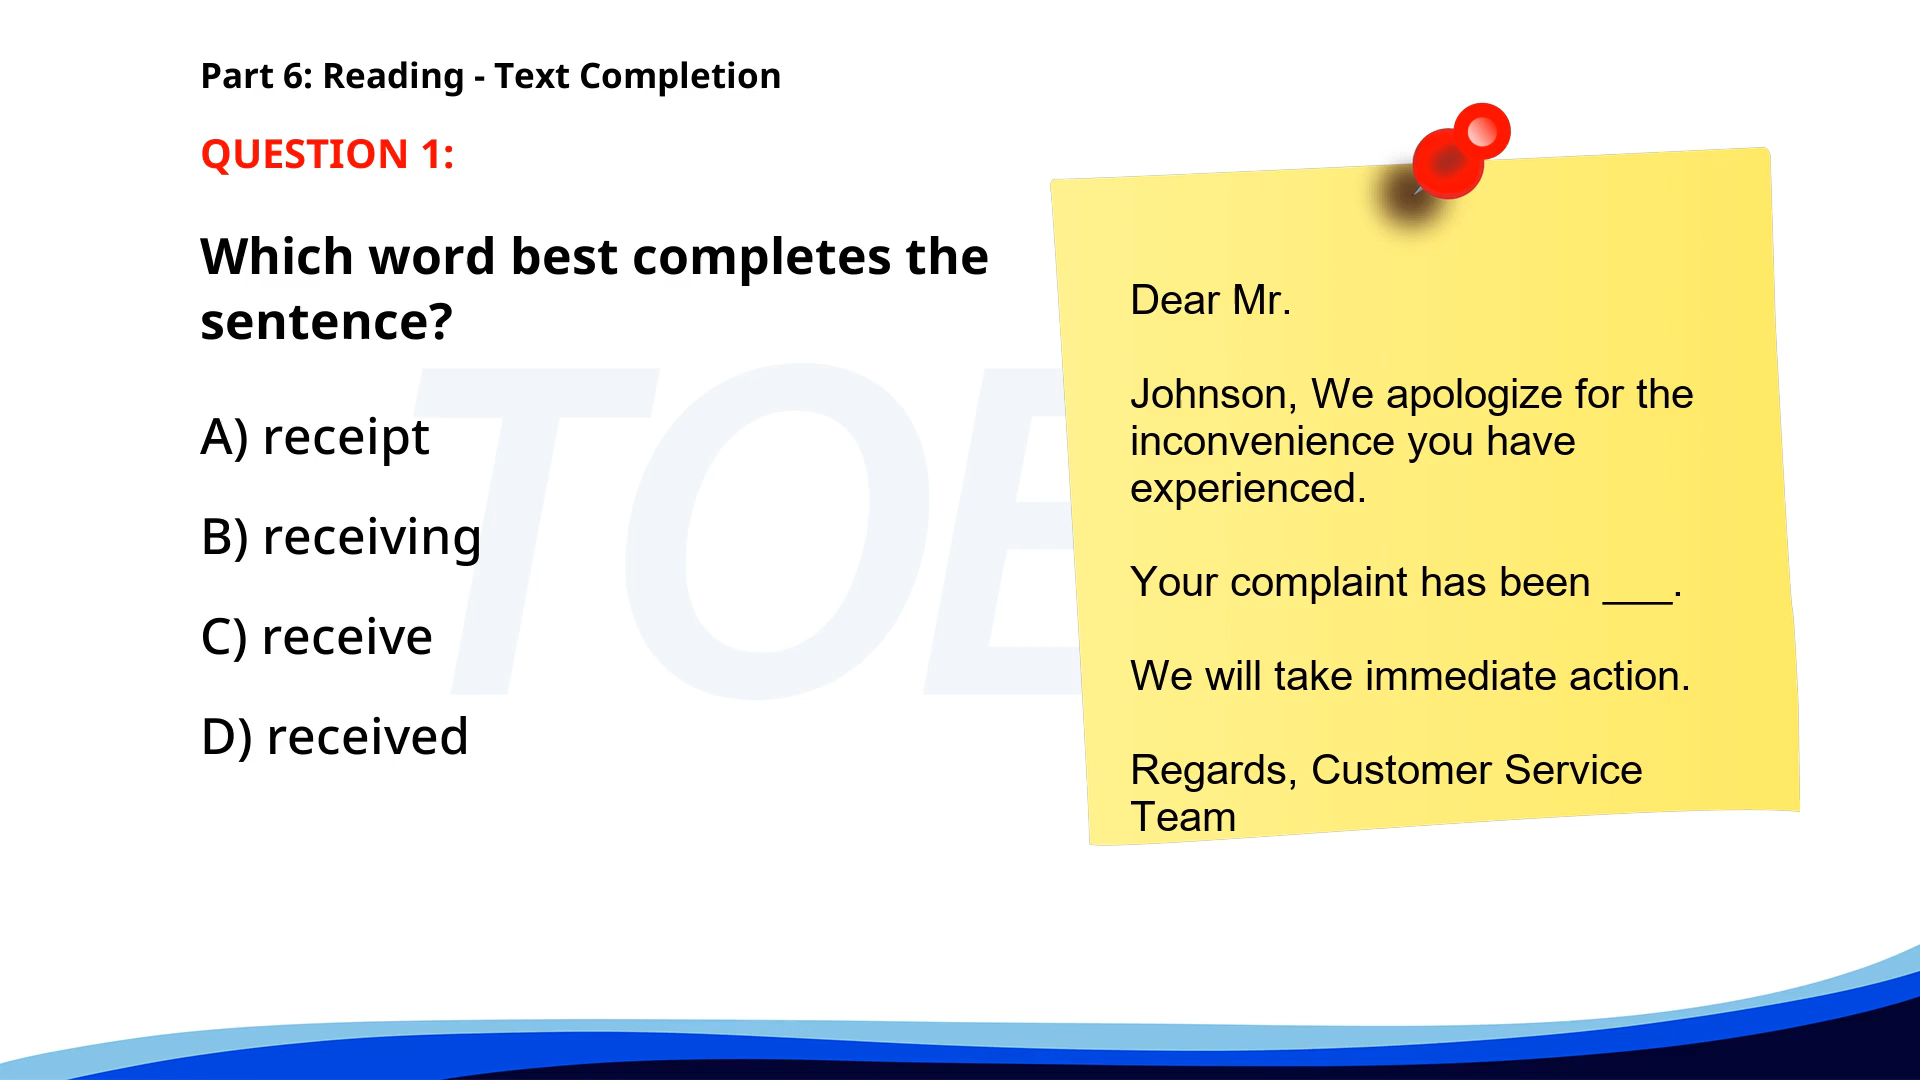 Part 6: Reading - Text Completion
QUESTION 1:
Which word best completes the
sentence?
A) receipt
B) receiving
C) receive
D) received
Dear Mr.
Johnson, We apologize for the
inconvenience you have
experienced.
Your complaint has been ___.
We will take immediate action.
Regards, Customer Service
Team
TOE